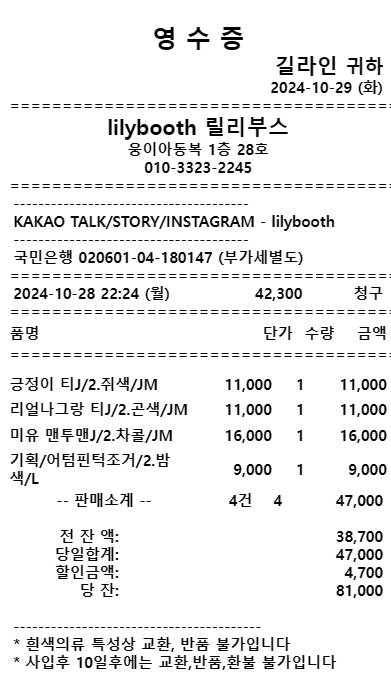 영 수 증
길라인 귀하
2024-10-29 (화)
=====================================
lilybooth 릴리부스
웅이아동복 1층 28호
010-3323-2245
=====================================
--------------------------------------
KAKAO TALK/STORY/INSTAGRAM - lilybooth
--------------------------------------
국민은행 020601-04-180147 (부가세별도)
=====================================
2024-10-28 22:24 (월) 42,300 청구
=====================================
품명 단가 수량 금액
=====================================
긍정이 티J/2.쥐색/JM 11,000 1 11,000
리얼나그랑 티J/2.곤색/JM 11,000 1 11,000
미유 맨투맨J/2.차콜/JM 16,000 1 16,000
기획/어텀핀턱조거/2.밤 9,000 1 9,000
색/L
-- 판매소계 -- 4건 4 47,000
전 잔 액: 38,700
당일합계: 47,000
할인금액: 4,700
당 잔: 81,000
----------------------------------------
* 흰색의류 특성상 교환, 반품 불가입니다
* 사입후 10일후에는 교환,반품,환불 불가입니다